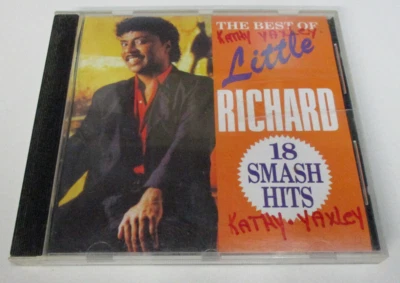 THE BEST OF
KATHY YAXLEY
Little
RICHARD
18
SMASH
HITS
KATHY YAXLEY